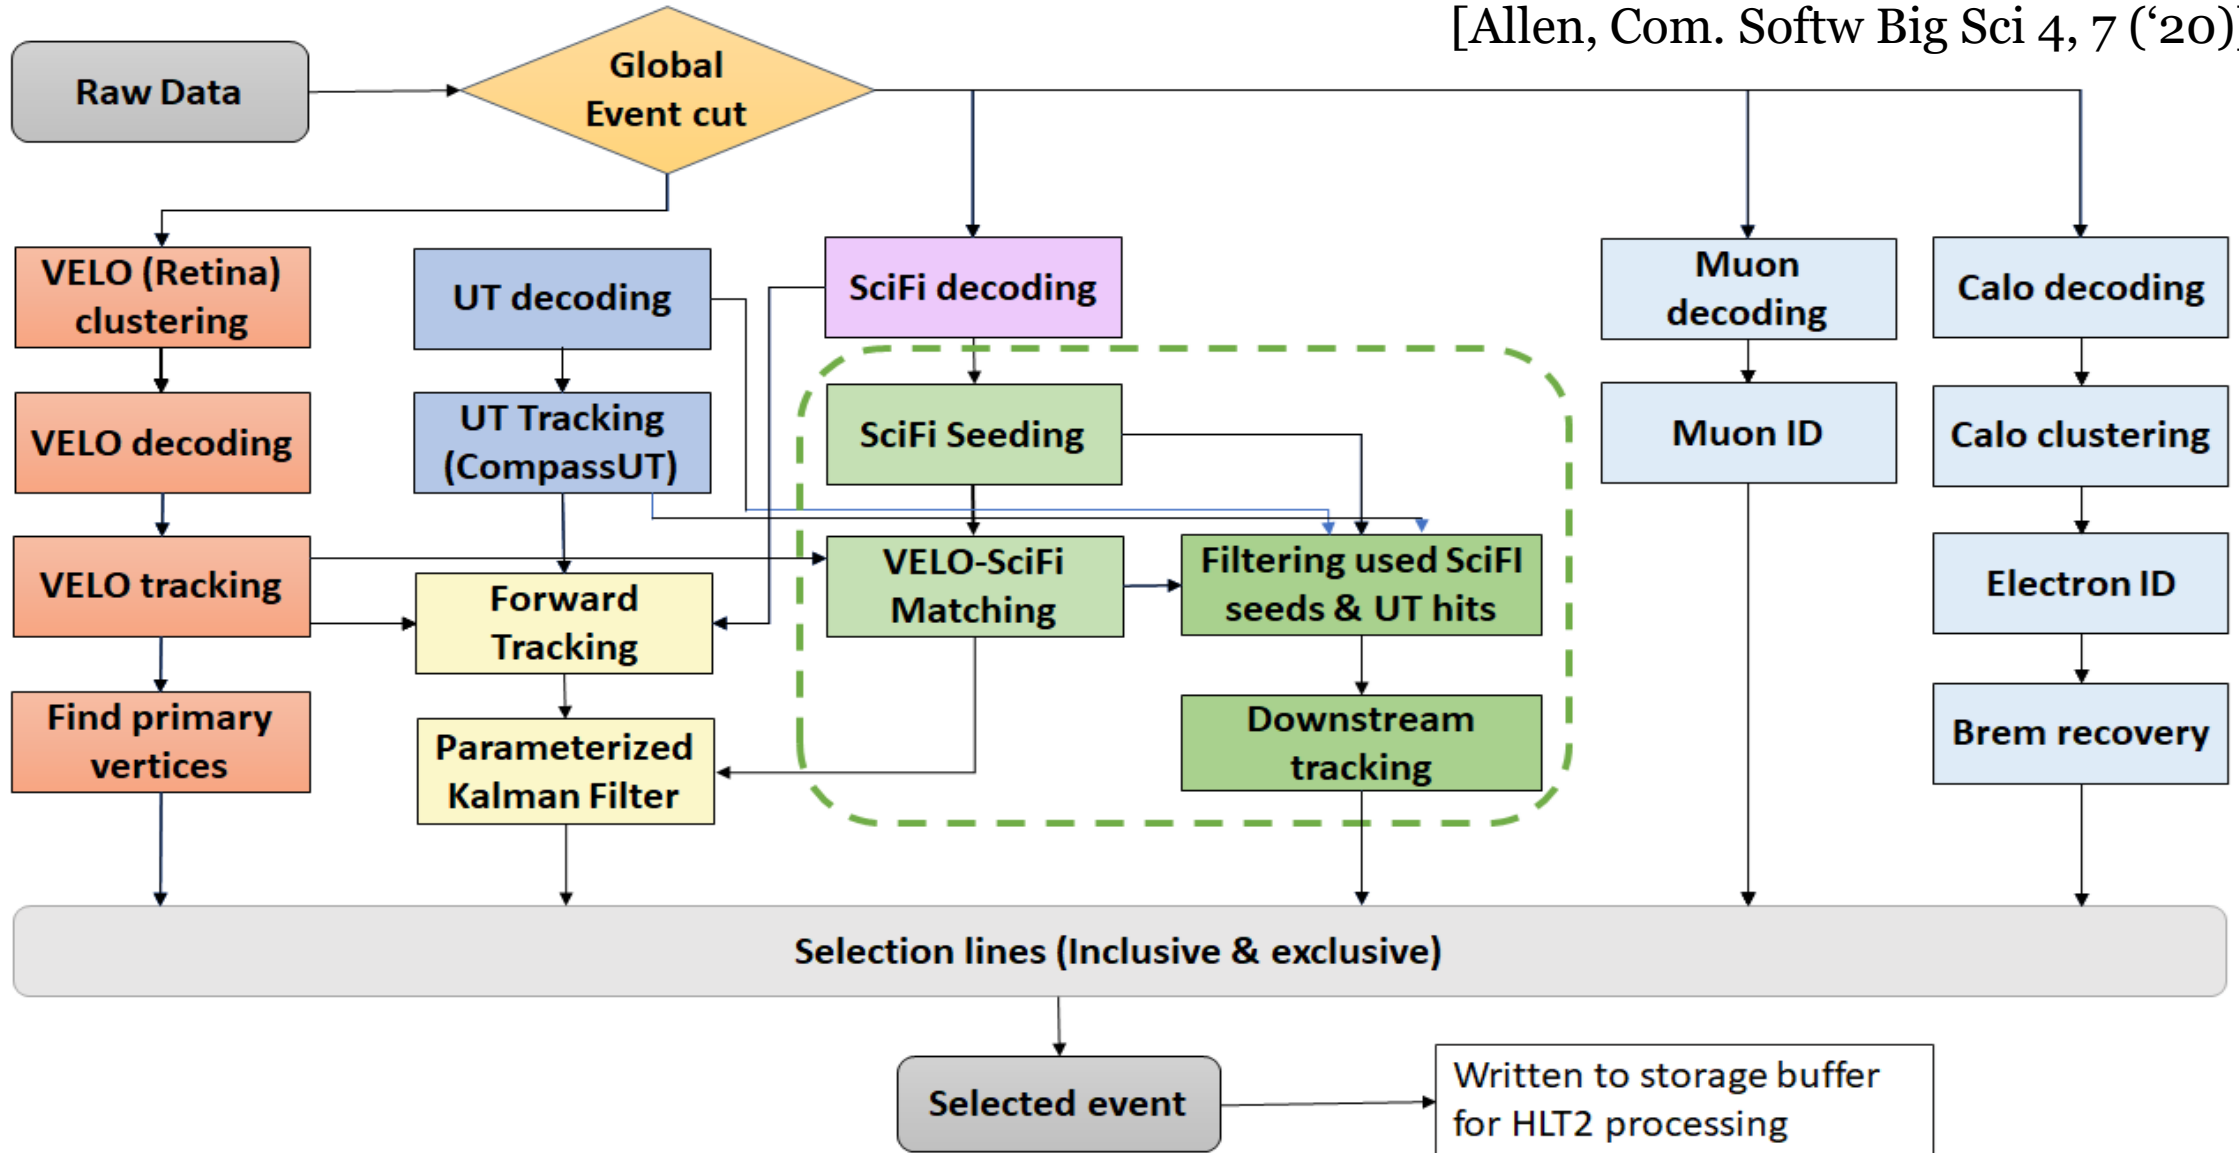 [Allen, Com. Softw Big Sci 4, 7 (‘20)]
Raw Data
Global
Event cut
VELO (Retina)
clustering
UT decoding
SciFi decoding
Muon
decoding
Calo decoding
VELO decoding
UT Tracking
(CompassUT)
SciFi Seeding
Muon ID
Calo clustering
VELO tracking
Forward
Tracking
VELO-SciFi
Matching
Filtering used SciFI
seeds & UT hits
Electron ID
Find primary
vertices
Parameterized
Kalman Filter
Downstream
tracking
Brem recovery
Selection lines (Inclusive & exclusive)
Selected event
Written to storage buffer
for HLT2 processing